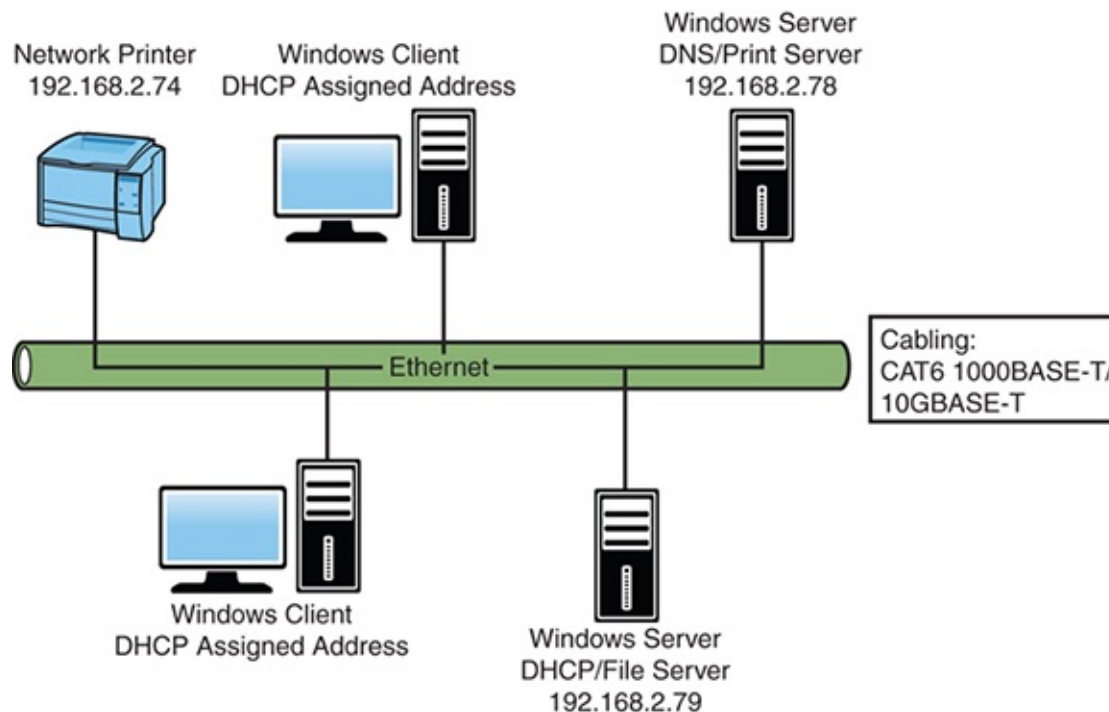 Network Printer
192.168.2.74
Windows Client
DHCP Assigned Address
Windows Server
DNS/Print Server
192.168.2.78
Ethernet
Cabling:
CAT6 1000BASE-T/
10GBASE-T
Windows Client
DHCP Assigned Address
Windows Server
DHCP/File Server
192.168.2.79